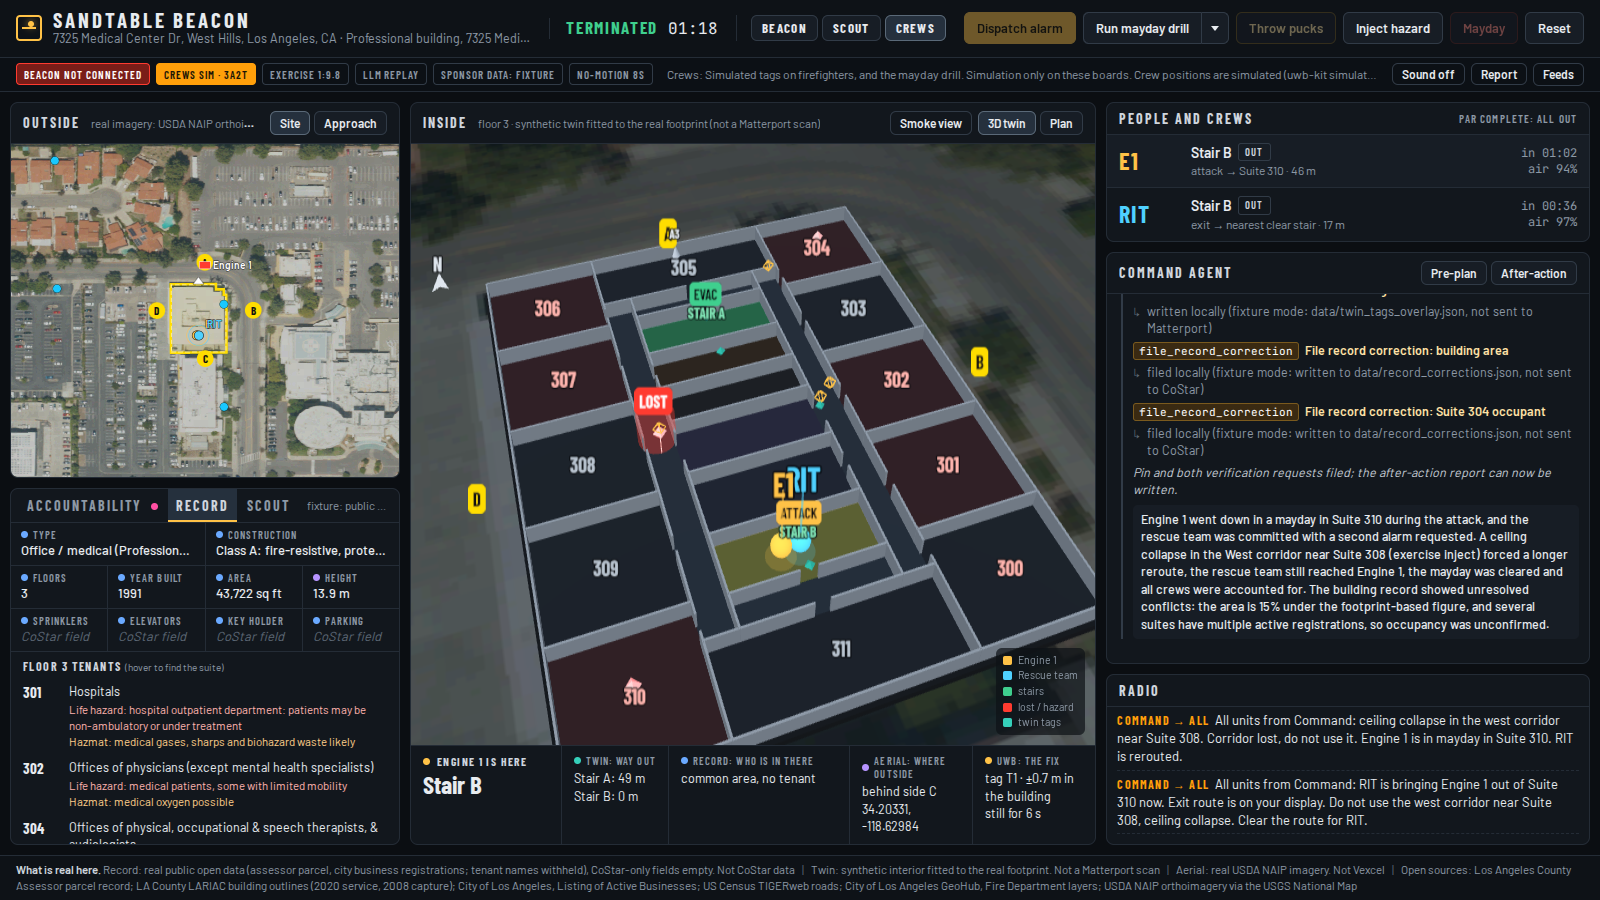 SANDTABLE BEACON
7325 Medical Center Dr, West Hills, Los Angeles, CA · Professional building, 7325 Medi...
TERMINATED 01:18
BEACON
SCOUT
CREWS
Dispatch alarm
Run mayday drill
Throw pucks
Inject hazard
Mayday
Reset
BEACON NOT CONNECTED
CREWS SIM · 3A2T
EXERCISE 1:9.8
LLM REPLAY
SPONSOR DATA: FIXTURE
NO-MOTION 8S
Crews: Simulated tags on firefighters, and the mayday drill. Simulation only on these boards. Crew positions are simulated (uwb-kit simulat...
Sound off
Report
Feeds
OUTSIDE
real imagery: USDA NAIP orthoi...
Site
Approach
Engine 1
D
B
RIT
C
ACCOUNTABILITY
RECORD
SCOUT
fixture: public ...
TYPE
Office / medical (Profession...
CONSTRUCTION
Class A: fire-resistive, prote...
FLOORS
3
YEAR BUILT
1991
AREA
43,722 sq ft
HEIGHT
13.9 m
SPRINKLERS
CoStar field
ELEVATORS
CoStar field
KEY HOLDER
CoStar field
PARKING
CoStar field
FLOOR 3 TENANTS (hover to find the suite)
301 Hospitals
Life hazard: hospital outpatient department: patients may be
non-ambulatory or under treatment
Hazmat: medical gases, sharps and biohazard waste likely
302 Offices of physicians (except mental health specialists)
Life hazard: medical patients, some with limited mobility
Hazmat: medical oxygen possible
304 Offices of physical, occupational & speech therapists, &
audiologists
INSIDE
floor 3 · synthetic twin fitted to the real footprint (not a Matterport scan)
Smoke view
3D twin
Plan
N
A3
304
305
306
EVAC
STAIR A
303
B
307
302
LOST
308
301
D
E1
RIT
ATTACK
STAIR B
309
300
311
310
Engine 1
Rescue team
stairs
lost / hazard
twin tags
ENGINE 1 IS HERE
Stair B
TWIN: WAY OUT
Stair A: 49 m
Stair B: 0 m
RECORD: WHO IS IN THERE
common area, no tenant
AERIAL: WHERE
OUTSIDE
behind side C
34.20331,
-118.62984
UWB: THE FIX
tag T1 · ±0.7 m in
the building
still for 6 s
PEOPLE AND CREWS
PAR COMPLETE: ALL OUT
E1
Stair B OUT
attack → Suite 310 · 46 m
in 01:02
air 94%
RIT
Stair B OUT
exit → nearest clear stair · 17 m
in 00:36
air 97%
COMMAND AGENT
Pre-plan
After-action
written locally (fixture mode: data/twin_tags_overlay.json, not sent to
Matterport)
file_record_correction File record correction: building area
filed locally (fixture mode: written to data/record_corrections.json, not sent
to CoStar)
file_record_correction File record correction: Suite 304 occupant
filed locally (fixture mode: written to data/record_corrections.json, not sent
to CoStar)
Pin and both verification requests filed; the after-action report can now be
written.
Engine 1 went down in a mayday in Suite 310 during the attack, and the
rescue team was committed with a second alarm requested. A ceiling
collapse in the West corridor near Suite 308 (exercise inject) forced a longer
reroute, the rescue team still reached Engine 1, the mayday was cleared and
all crews were accounted for. The building record showed unresolved
conflicts: the area is 15% under the footprint-based figure, and several
suites have multiple active registrations, so occupancy was unconfirmed.
RADIO
COMMAND → ALL All units from Command: ceiling collapse in the west corridor
near Suite 308. Corridor lost, do not use it. Engine 1 is in mayday in Suite 310. RIT
is rerouted.
COMMAND → ALL All units from Command: RIT is bringing Engine 1 out of Suite
310 now. Exit route is on your display. Do not use the west corridor near Suite
308, ceiling collapse. Clear the route for RIT.
What is real here. Record: real public open data (assessor parcel, city business registrations; tenant names withheld), CoStar-only fields empty. Not CoStar data | Twin: synthetic interior fitted to the real footprint. Not a Matterport scan | Aerial: real USDA NAIP imagery. Not Vexcel | Open sources: Los Angeles County
Assessor parcel record; LA County LARIAC building outlines (2020 service, 2008 capture); City of Los Angeles, Listing of Active Businesses; US Census TIGERweb roads; City of Los Angeles GeoHub, Fire Department layers; USDA NAIP orthoimagery via the USGS National Map